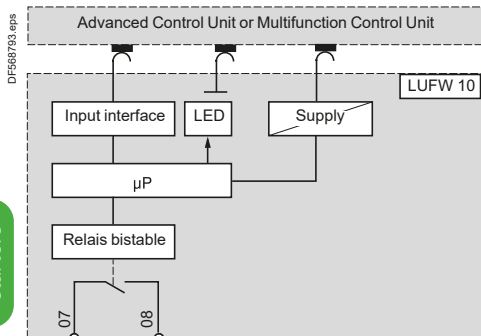 DF568793.eps
Advanced Control Unit or Multifunction Control Unit
LUFW 10
Input interface
LED
Supply
µP
Relais bistable
07
08